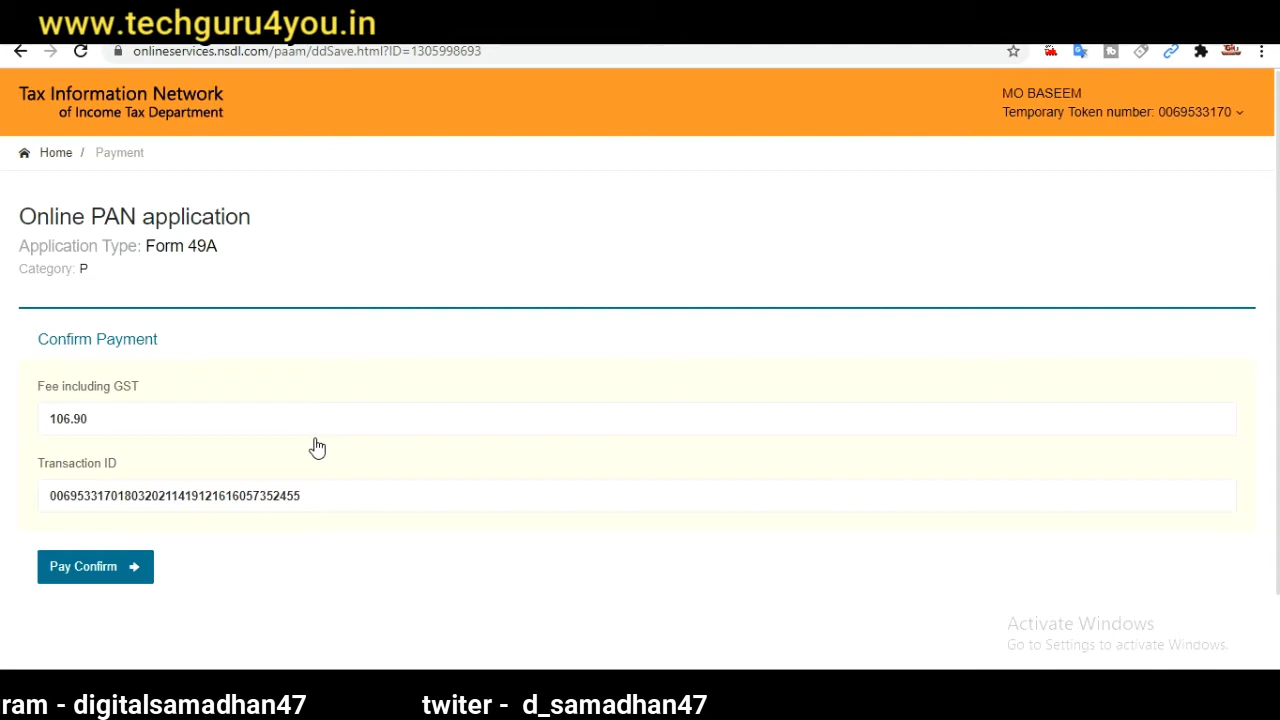 www.techguru4you.in
onlineservices.nsdl.com/paam/ddSave.html?ID=1305998693
Tax Information Network
of Income Tax Department
MO BASEEM
Temporary Token number: 0069533170
Home / Payment
Online PAN application
Application Type: Form 49A
Category: P
Confirm Payment
Fee including GST
106.90
Transaction ID
006953317018032021141912161605735­2455
Pay Confirm
Activate Windows
Go to Settings to activate Windows.
ram - digitalsamadhan47 twiter - d_samadhan47